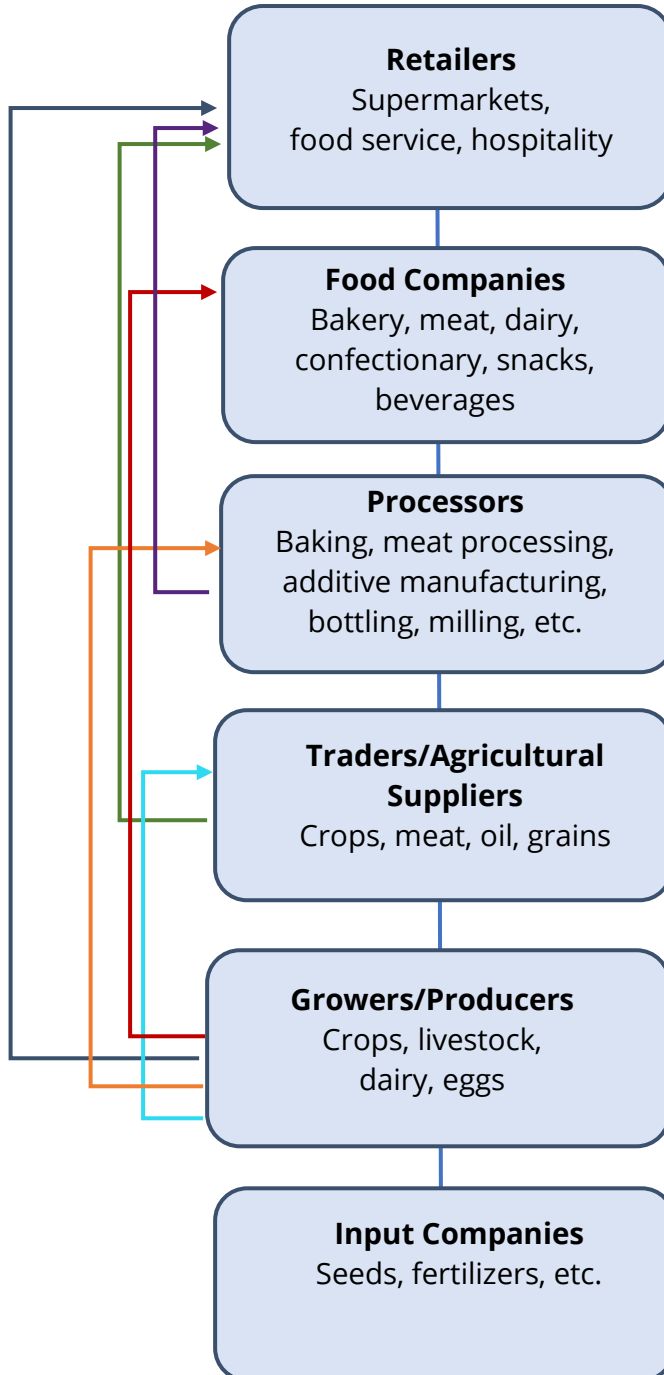 Retailers
Supermarkets,
food service, hospitality
Food Companies
Bakery, meat, dairy,
confectionary, snacks,
beverages
Processors
Baking, meat processing,
additive manufacturing,
bottling, milling, etc.
Traders/Agricultural
Suppliers
Crops, meat, oil, grains
Growers/Producers
Crops, livestock,
dairy, eggs
Input Companies
Seeds, fertilizers, etc.